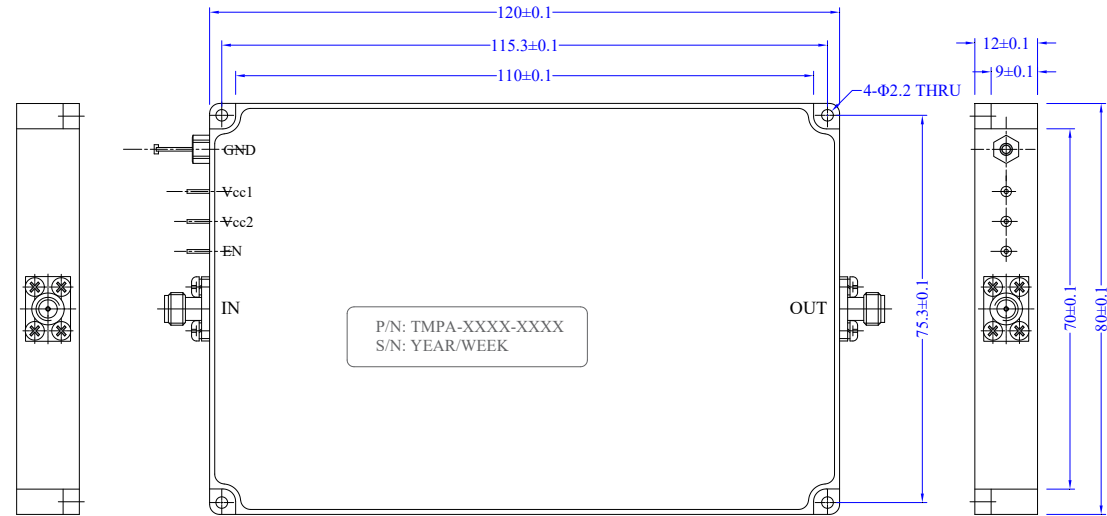 120±0.1
115.3±0.1
110±0.1
12±0.1
9±0.1
4-Φ2.2 THRU
GND
Vcc1
Vcc2
EN
IN
OUT
P/N: TMPA-XXXX-XXXX
S/N: YEAR/WEEK
75.3±0.1
70±0.1
80±0.1